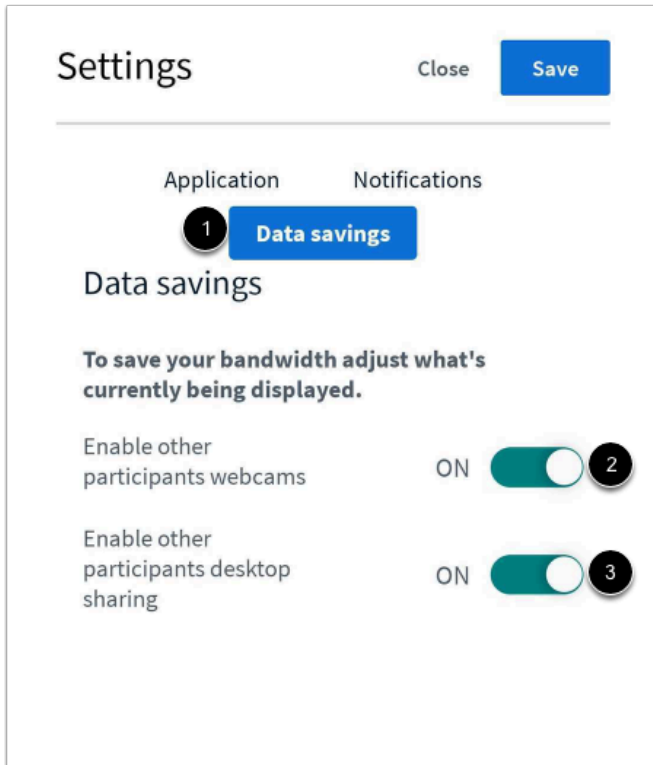 Settings Close Save
Application Notifications
1 Data savings
Data savings
To save your bandwidth adjust what's
currently being displayed.
Enable other
participants webcams
ON 2
Enable other
participants desktop
sharing
ON 3